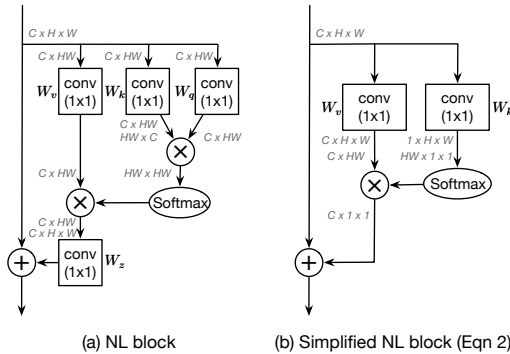 C x H x W
C x HW C x HW C x HW
W_v conv (1x1) W_k conv (1x1) W_q conv (1x1)
C x HW
HW x C
C x HW
×
HW x HW
C x HW
×
Softmax
C x HW
C x H x W
+
conv (1x1) W_z
(a) NL block
C x H x W
W_v conv (1x1) conv (1x1) W_k
C x H x W
C x HW
1 x H x W
HW x 1 x 1
×
Softmax
C x 1 x 1
+
(b) Simplified NL block (Eqn 2)